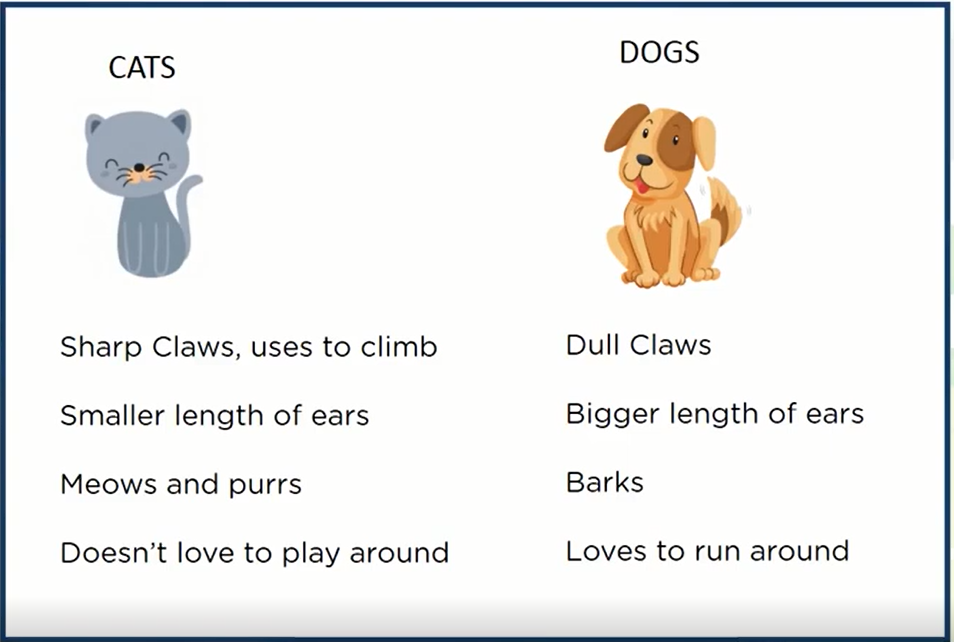 CATS
DOGS
Sharp Claws, uses to climb
Dull Claws
Smaller length of ears
Bigger length of ears
Meows and purrs
Barks
Doesn't love to play around
Loves to run around